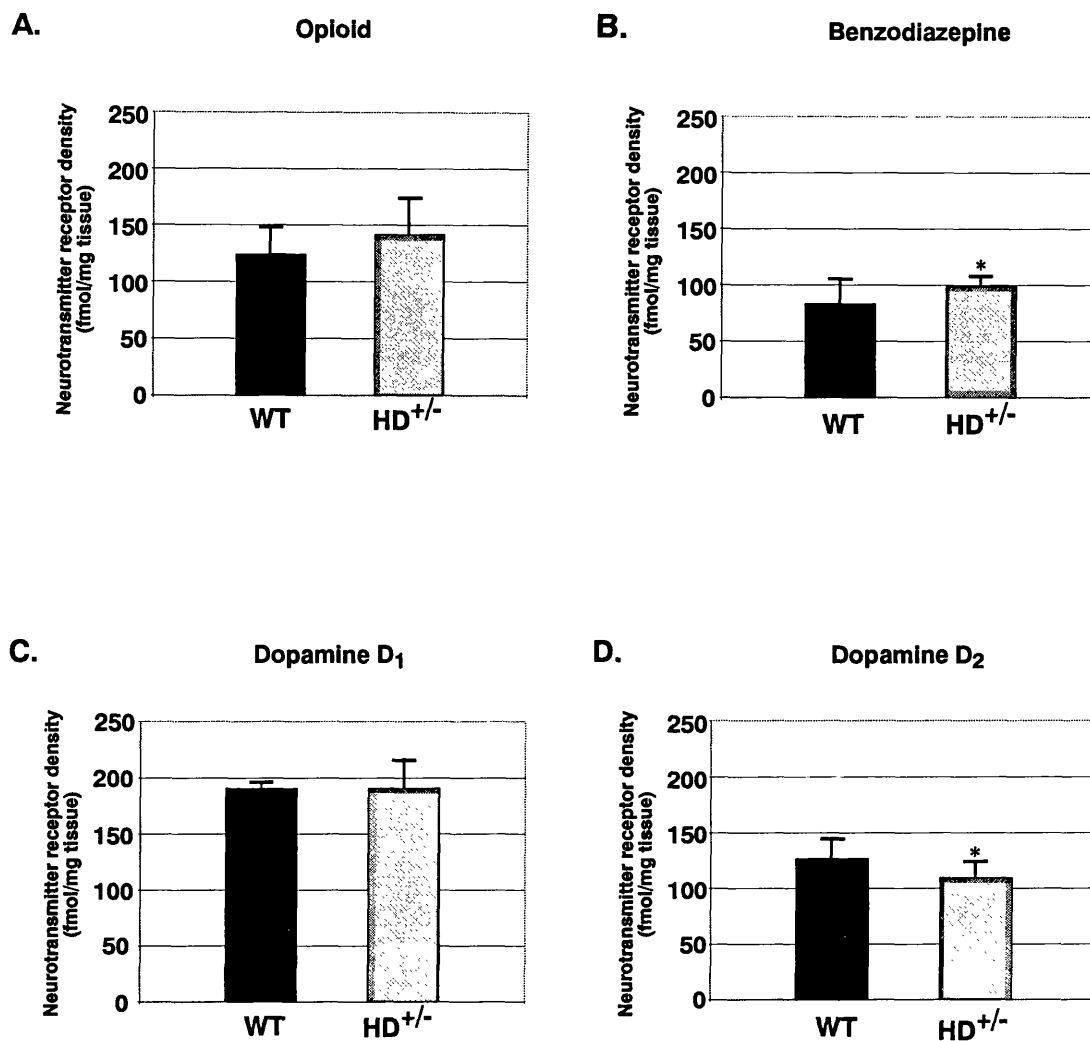 A.
Opioid
Neurotransmitter receptor density
(fmol/mg tissue)
250
200
150
100
50
0
WT
HD+/-
B.
Benzodiazepine
Neurotransmitter receptor density
(fmol/mg tissue)
250
200
150
100
50
0
*
WT
HD+/-
C.
Dopamine D1
Neurotransmitter receptor density
(fmol/mg tissue)
250
200
150
100
50
0
WT
HD+/-
D.
Dopamine D2
Neurotransmitter receptor density
(fmol/mg tissue)
250
200
150
100
50
0
*
WT
HD+/-